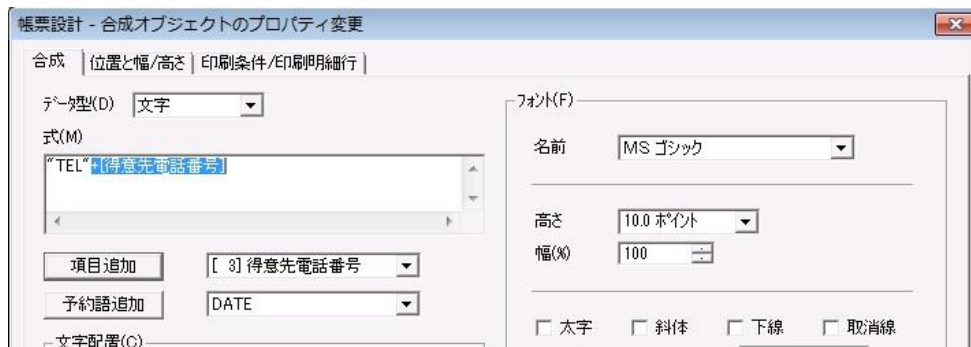 帳票設計 - 合成オブジェクトのプロパティ変更
合成 位置と幅/高さ 印刷条件/印刷明細行
データ型(D) 文字
式(M)
"TEL"+[得意先電話番号]
項目追加 [ 3] 得意先電話番号
予約語追加 DATE
文字配置(C)
フォント(F)
名前 MS ゴシック
高さ 10.0 ポイント
幅(%) 100
太字 斜体 下線 取消線